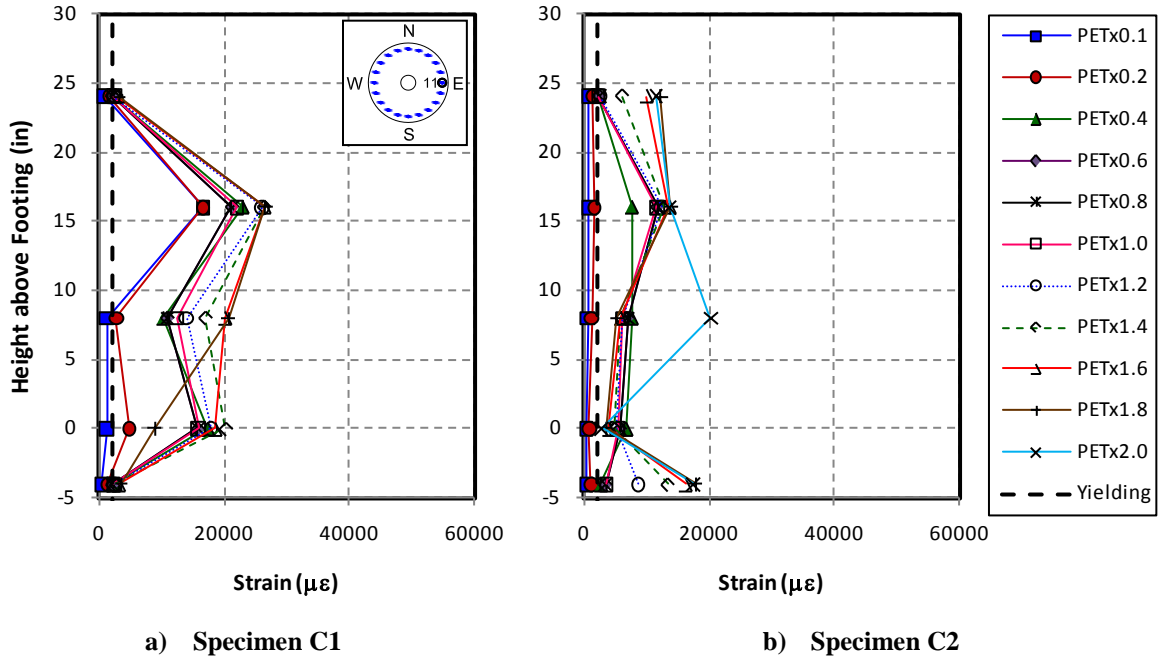 30
25
20
15
10
5
0
-5
Height above Footing (in)
N
W
11
E
S
0
20000
40000
60000
Strain (με)
a) Specimen C1
30
25
20
15
10
5
0
-5
0
20000
40000
60000
Strain (με)
b) Specimen C2
PETx0.1
PETx0.2
PETx0.4
PETx0.6
PETx0.8
PETx1.0
PETx1.2
PETx1.4
PETx1.6
PETx1.8
PETx2.0
Yielding